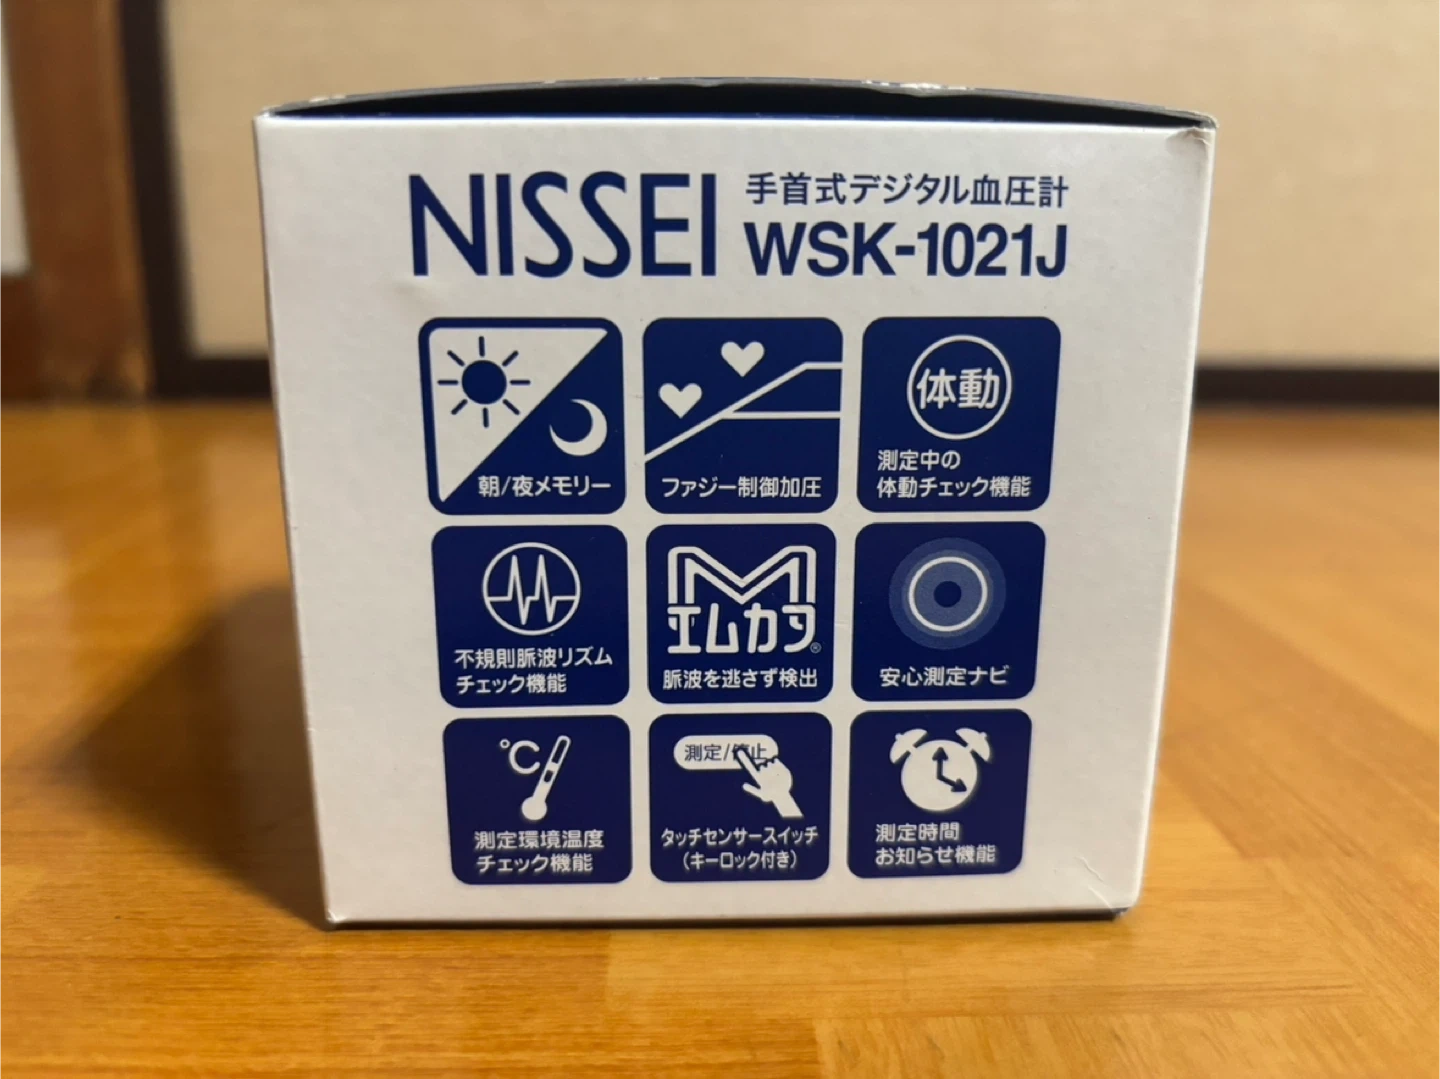 NISSEI
手首式デジタル血圧計
WSK-1021J
朝/夜メモリー
ファジー制御加圧
体動
測定中の
体動チェック機能
不規則脈波リズム
チェック機能
M
エムカヲ®
脈波を逃さず検出
安心測定ナビ
℃
測定環境温度
チェック機能
測定/停止
タッチセンサースイッチ
(キーロック付き)
測定時間
お知らせ機能